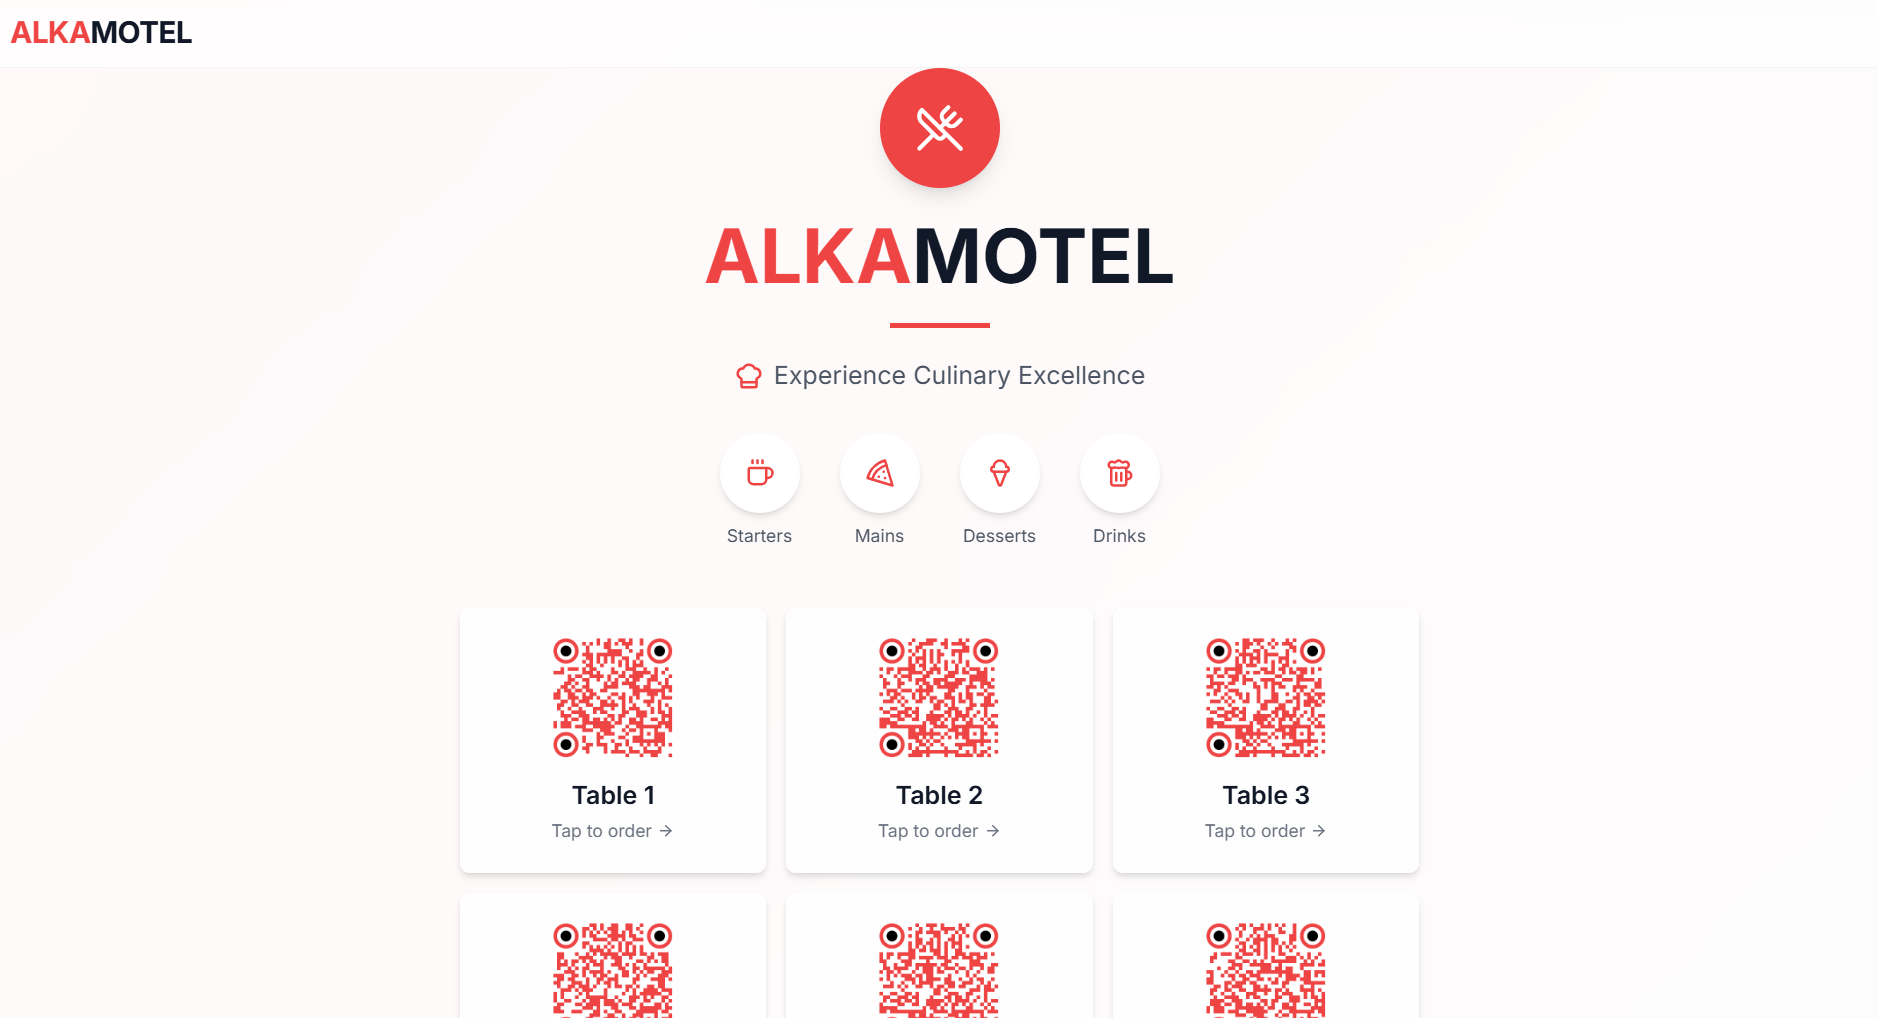 ALKAMOTEL
ALKAMOTEL
Experience Culinary Excellence
Starters
Mains
Desserts
Drinks
Table 1
Table 2
Table 3
Tap to order →
Tap to order →
Tap to order →